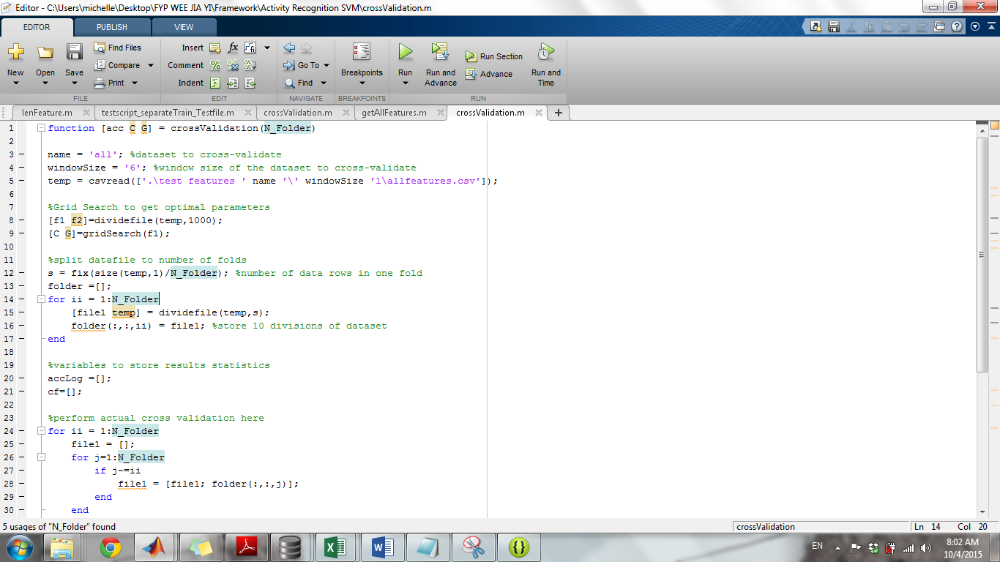 Editor - C:\Users\michelle\Desktop\FYP WEE JIA YI\Framework\Activity Recognition SVM\crossValidation.m
EDITOR PUBLISH VIEW
New Open Save Find Files Compare Print
Insert Comment Indent
Go To Find
Breakpoints
Run Run and Advance Run Section Advance Run and Time
FILE EDIT NAVIGATE BREAKPOINTS RUN
lenFeature.m testscript_separateTrain_Testfile.m crossValidation.m getAllFeatures.m crossValidation.m
1 function [acc C G] = crossValidation(N_Folder)
2
3 name = 'all'; %dataset to cross-validate
4 windowSize = '6'; %window size of the dataset to cross-validate
5 temp = csvread(['.\test features ' name '\' windowSize '1\allfeatures.csv']);
6
7 %Grid Search to get optimal parameters
8 [f1 f2]=dividefile(temp,1000);
9 [C G]=gridSearch(f1);
10
11 %split datafile to number of folds
12 s = fix(size(temp,1)/N_Folder); %number of data rows in one fold
13 folder =[];
14 for ii = 1:N_Folder
15 [file1 temp] = dividefile(temp,s);
16 folder(:,:,ii) = file1; %store 10 divisions of dataset
17 end
18
19 %variables to store results statistics
20 accLog =[];
21 cf=[];
22
23 %perform actual cross validation here
24 for ii = 1:N_Folder
25 file1 = [];
26 for j=1:N_Folder
27 if j~=ii
28 file1 = [file1; folder(:,:,j)];
29 end
30 end
5 usages of "N_Folder" found crossValidation Ln 14 Col 20
EN 8:02 AM
10/4/2015